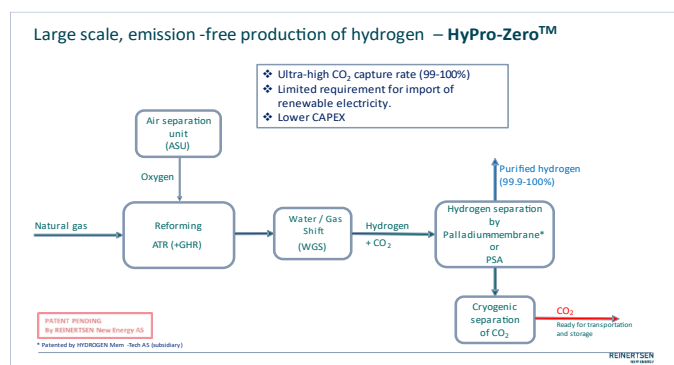 Large scale, emission -free production of hydrogen – HyPro-Zero™
❖ Ultra-high CO₂ capture rate (99-100%)
❖ Limited requirement for import of
renewable electricity.
❖ Lower CAPEX
Air separation
unit
(ASU)
Oxygen
Purified hydrogen
(99.9-100%)
Natural gas
Reforming
ATR (+GHR)
Water / Gas
Shift
(WGS)
Hydrogen
+ CO₂
Hydrogen separation
by
Palladium-membrane*
or
PSA
Cryogenic
separation
of CO₂
CO₂
Ready for transportation
and storage
PATENT PENDING
By REINERTSEN New Energy AS
* Patented by HYDROGEN Mem -Tech AS (subsidiary)
REINERTSEN
NEW ENERGY